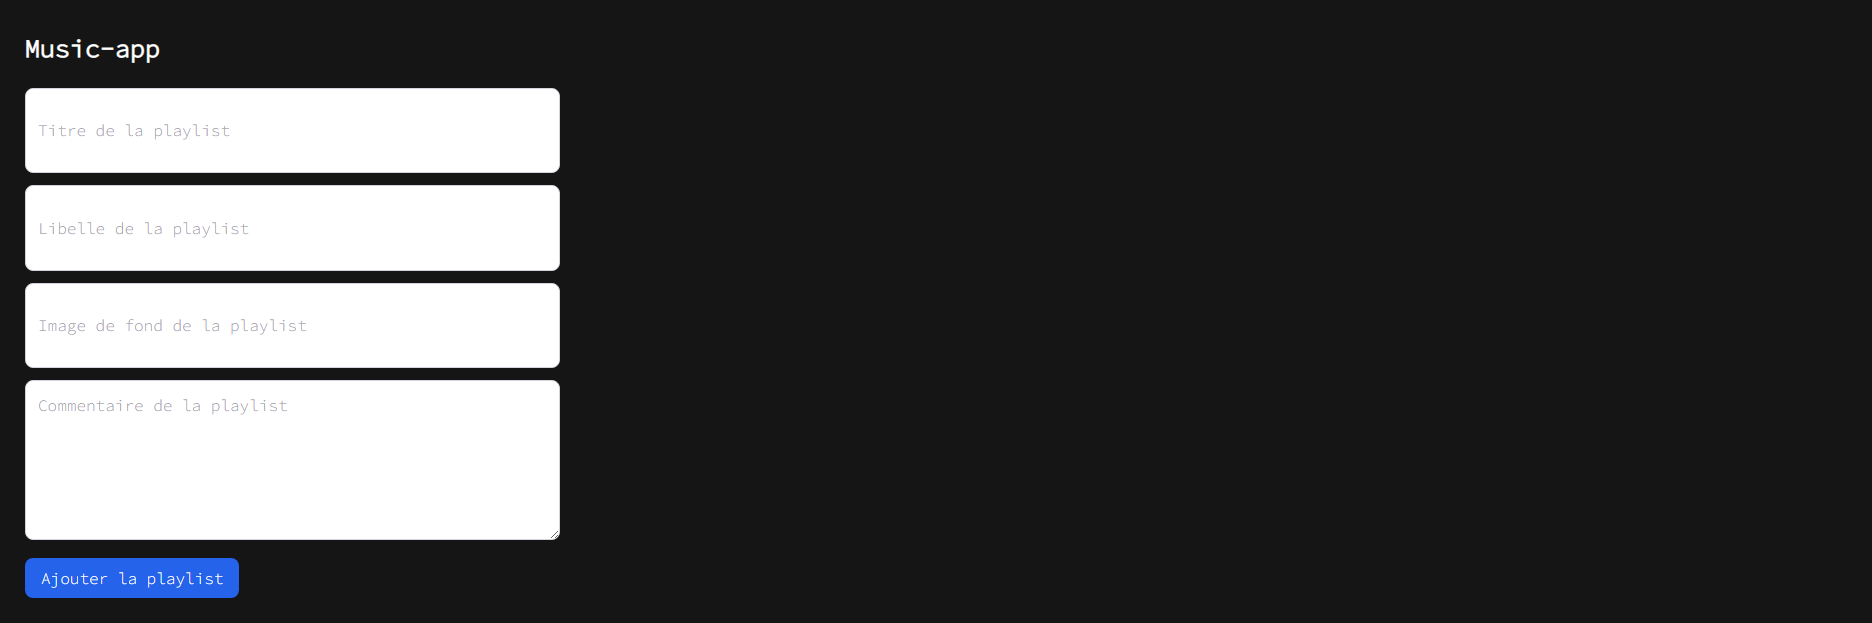 Music-app
Titre de la playlist
Libelle de la playlist
Image de fond de la playlist
Commentaire de la playlist
Ajouter la playlist